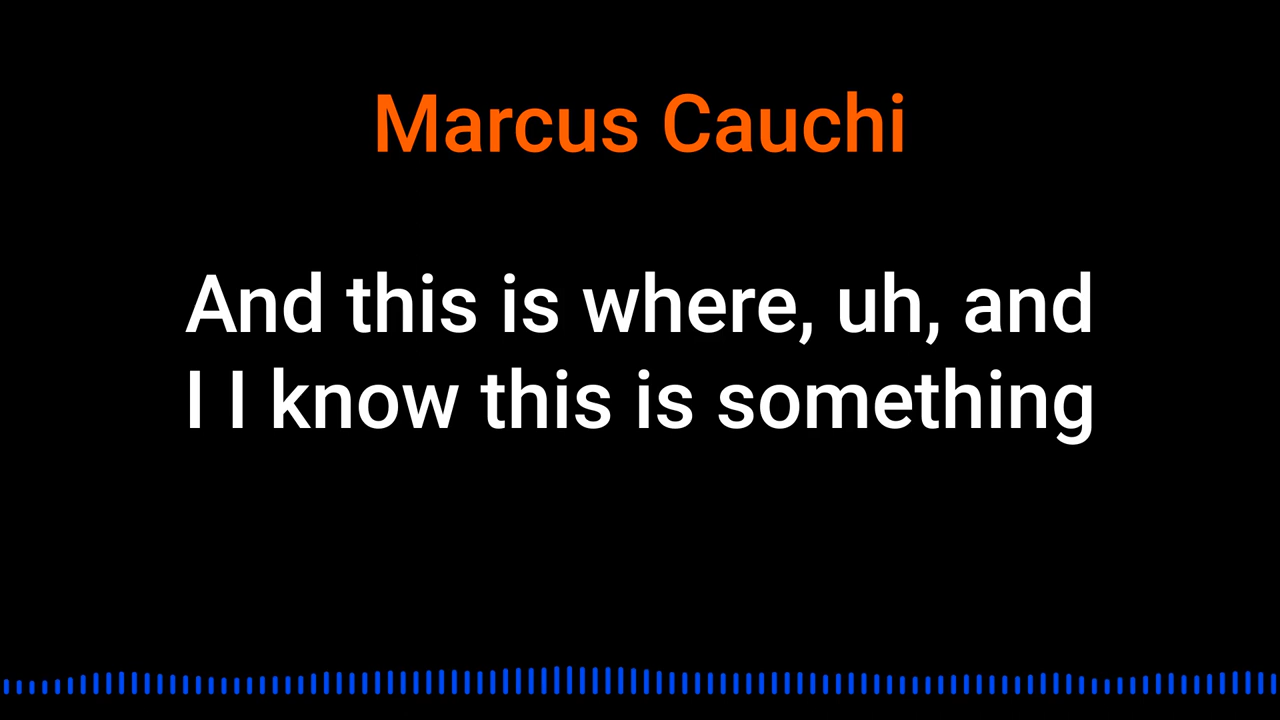 Marcus Cauchi
And this is where, uh, and
I I know this is something